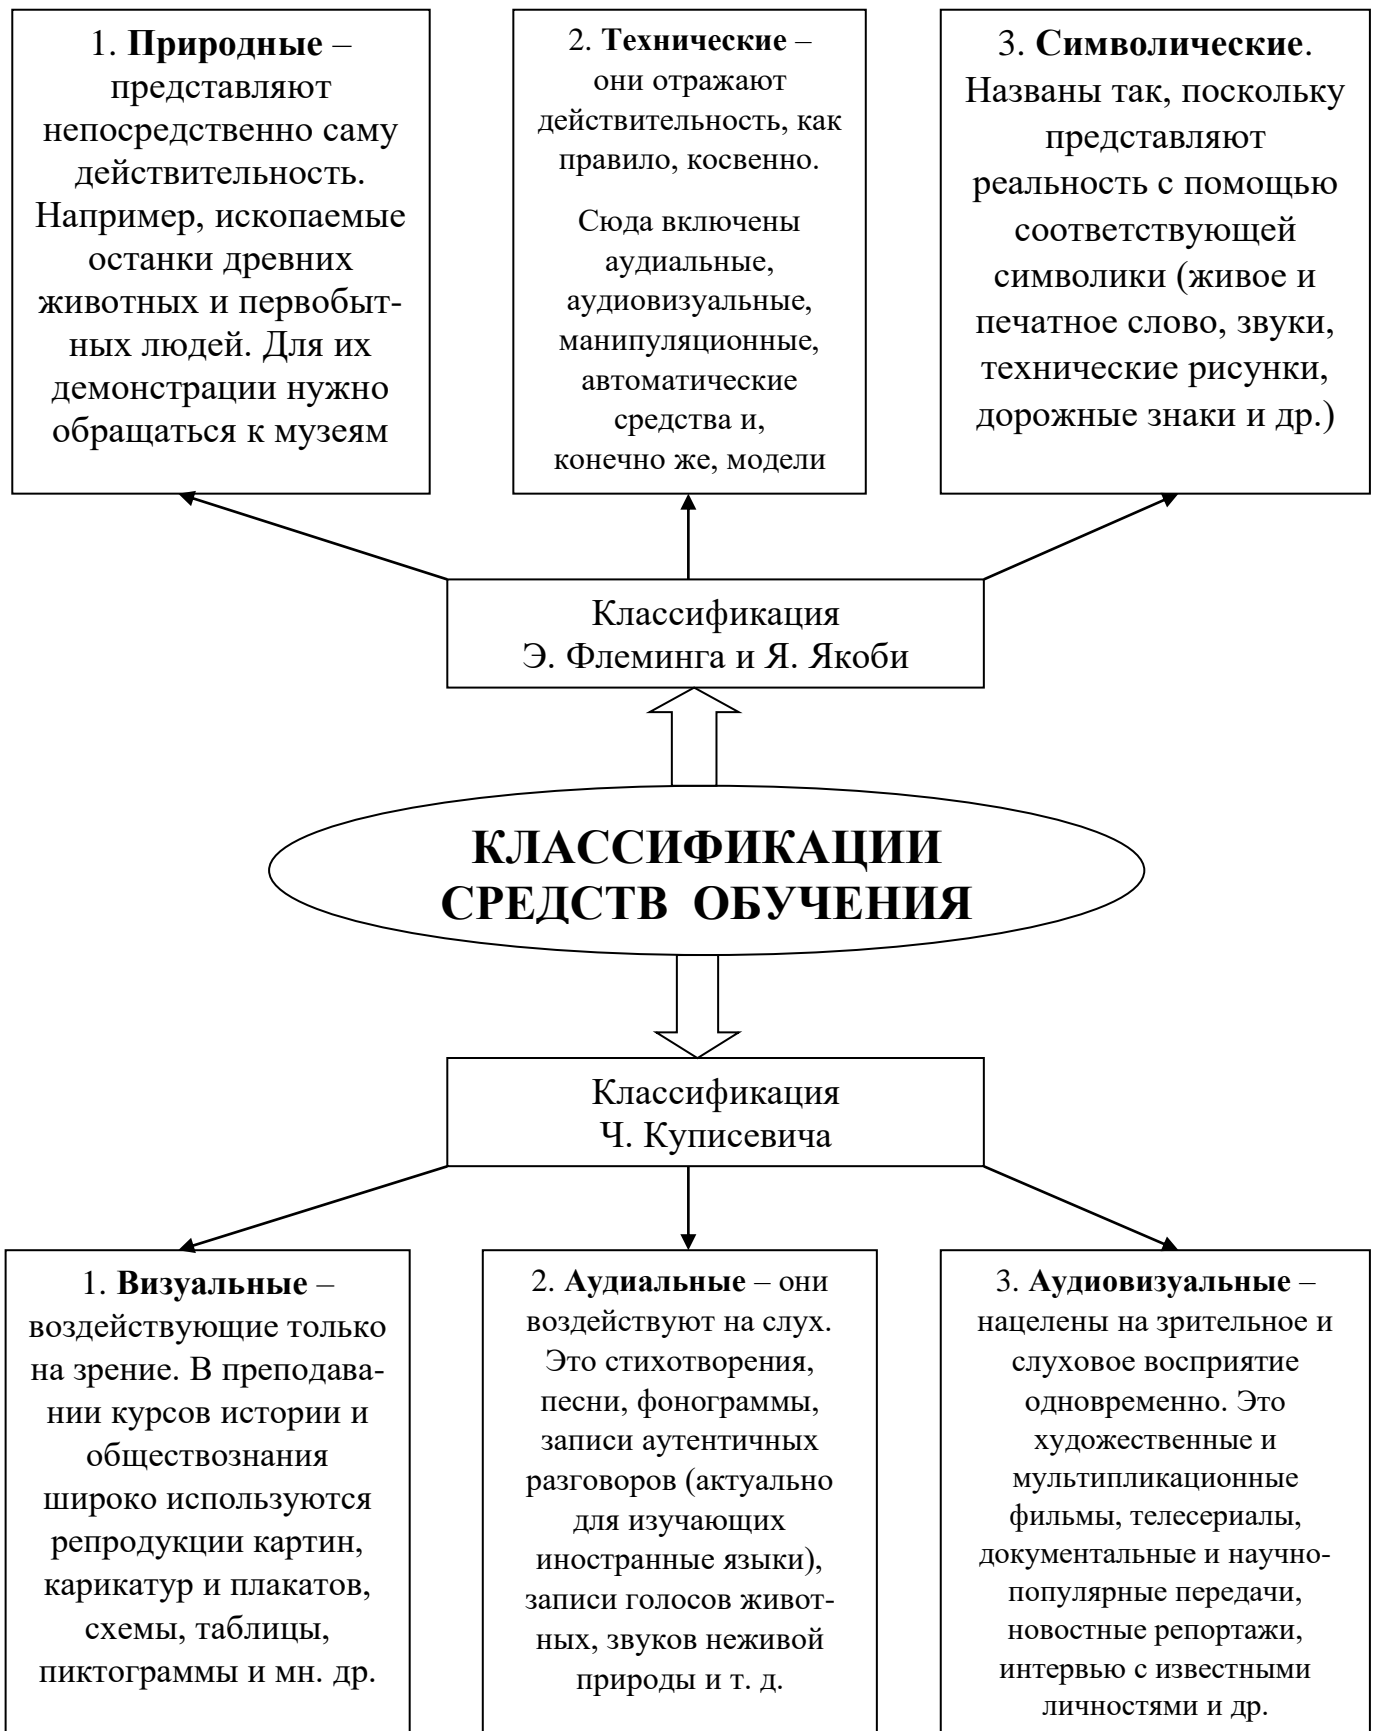 1. Природные –
представляют
непосредственно саму
действительность.
Например, ископаемые
останки древних
животных и первобыт-
ных людей. Для их
демонстрации нужно
обращаться к музеям
2. Технические –
они отражают
действительность, как
правило, косвенно.
Сюда включены
аудиальные,
аудиовизуальные,
манипуляционные,
автоматические
средства и,
конечно же, модели
3. Символические.
Названы так, поскольку
представляют
реальность с помощью
соответствующей
символики (живое и
печатное слово, звуки,
технические рисунки,
дорожные знаки и др.)
Классификация
Э. Флеминга и Я. Якоби
КЛАССИФИКАЦИИ
СРЕДСТВ ОБУЧЕНИЯ
Классификация
Ч. Куписевича
1. Визуальные –
воздействующие только
на зрение. В преподава-
нии курсов истории и
обществознания
широко используются
репродукции картин,
карикатур и плакатов,
схемы, таблицы,
пиктограммы и мн. др.
2. Аудиальные – они
воздействуют на слух.
Это стихотворения,
песни, фонограммы,
записи аутентичных
разговоров (актуально
для изучающих
иностранные языки),
записи голосов живот-
ных, звуков неживой
природы и т. д.
3. Аудиовизуальные –
нацелены на зрительное и
слуховое восприятие
одновременно. Это
художественные и
мультипликационные
фильмы, телесериалы,
документальные и научно-
популярные передачи,
новостные репортажи,
интервью с известными
личностями и др.